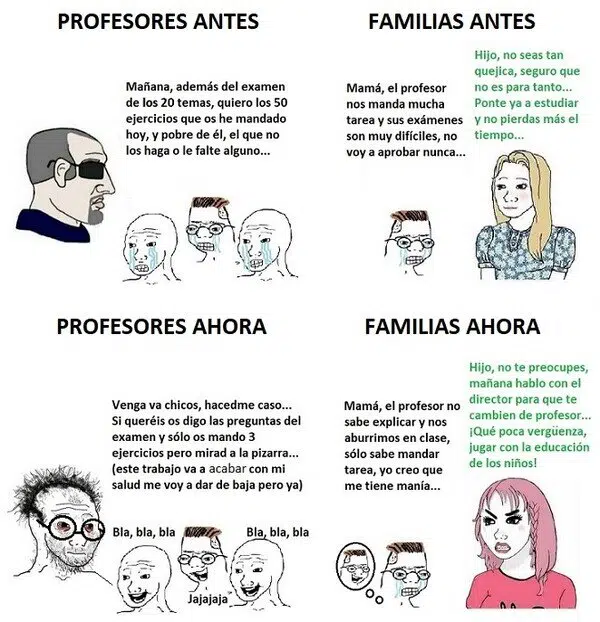 PROFESORES ANTES
Mañana, además del examen
de los 20 temas, quiero los 50
ejercicios que os he mandado
hoy, y pobre de él, el que no
los haga o le falte alguno...
FAMILIAS ANTES
Mamá, el profesor
nos manda mucha
tarea y sus exámenes
son muy difíciles, no
voy a aprobar nunca...
Hijo, no seas tan
quejica, seguro que
no es para tanto...
Ponte ya a estudiar
y no pierdas más el
tiempo...
PROFESORES AHORA
Venga va chicos, hacedme caso...
Si queréis os digo las preguntas del
examen y sólo os mando 3
ejercicios pero mirad a la pizarra...
(este trabajo va a acabar con mi
salud me voy a dar de baja pero ya)
Bla, bla, bla
Bla, bla, bla
Jajajaja
FAMILIAS AHORA
Mamá, el profesor no
sabe explicar y nos
aburrimos en clase,
sólo sabe mandar
tarea, yo creo que
me tiene manía...
Hijo, no te preocupes,
mañana hablo con el
director para que te
cambien de profesor...
¡Qué poca vergüenza,
jugar con la educación
de los niños!